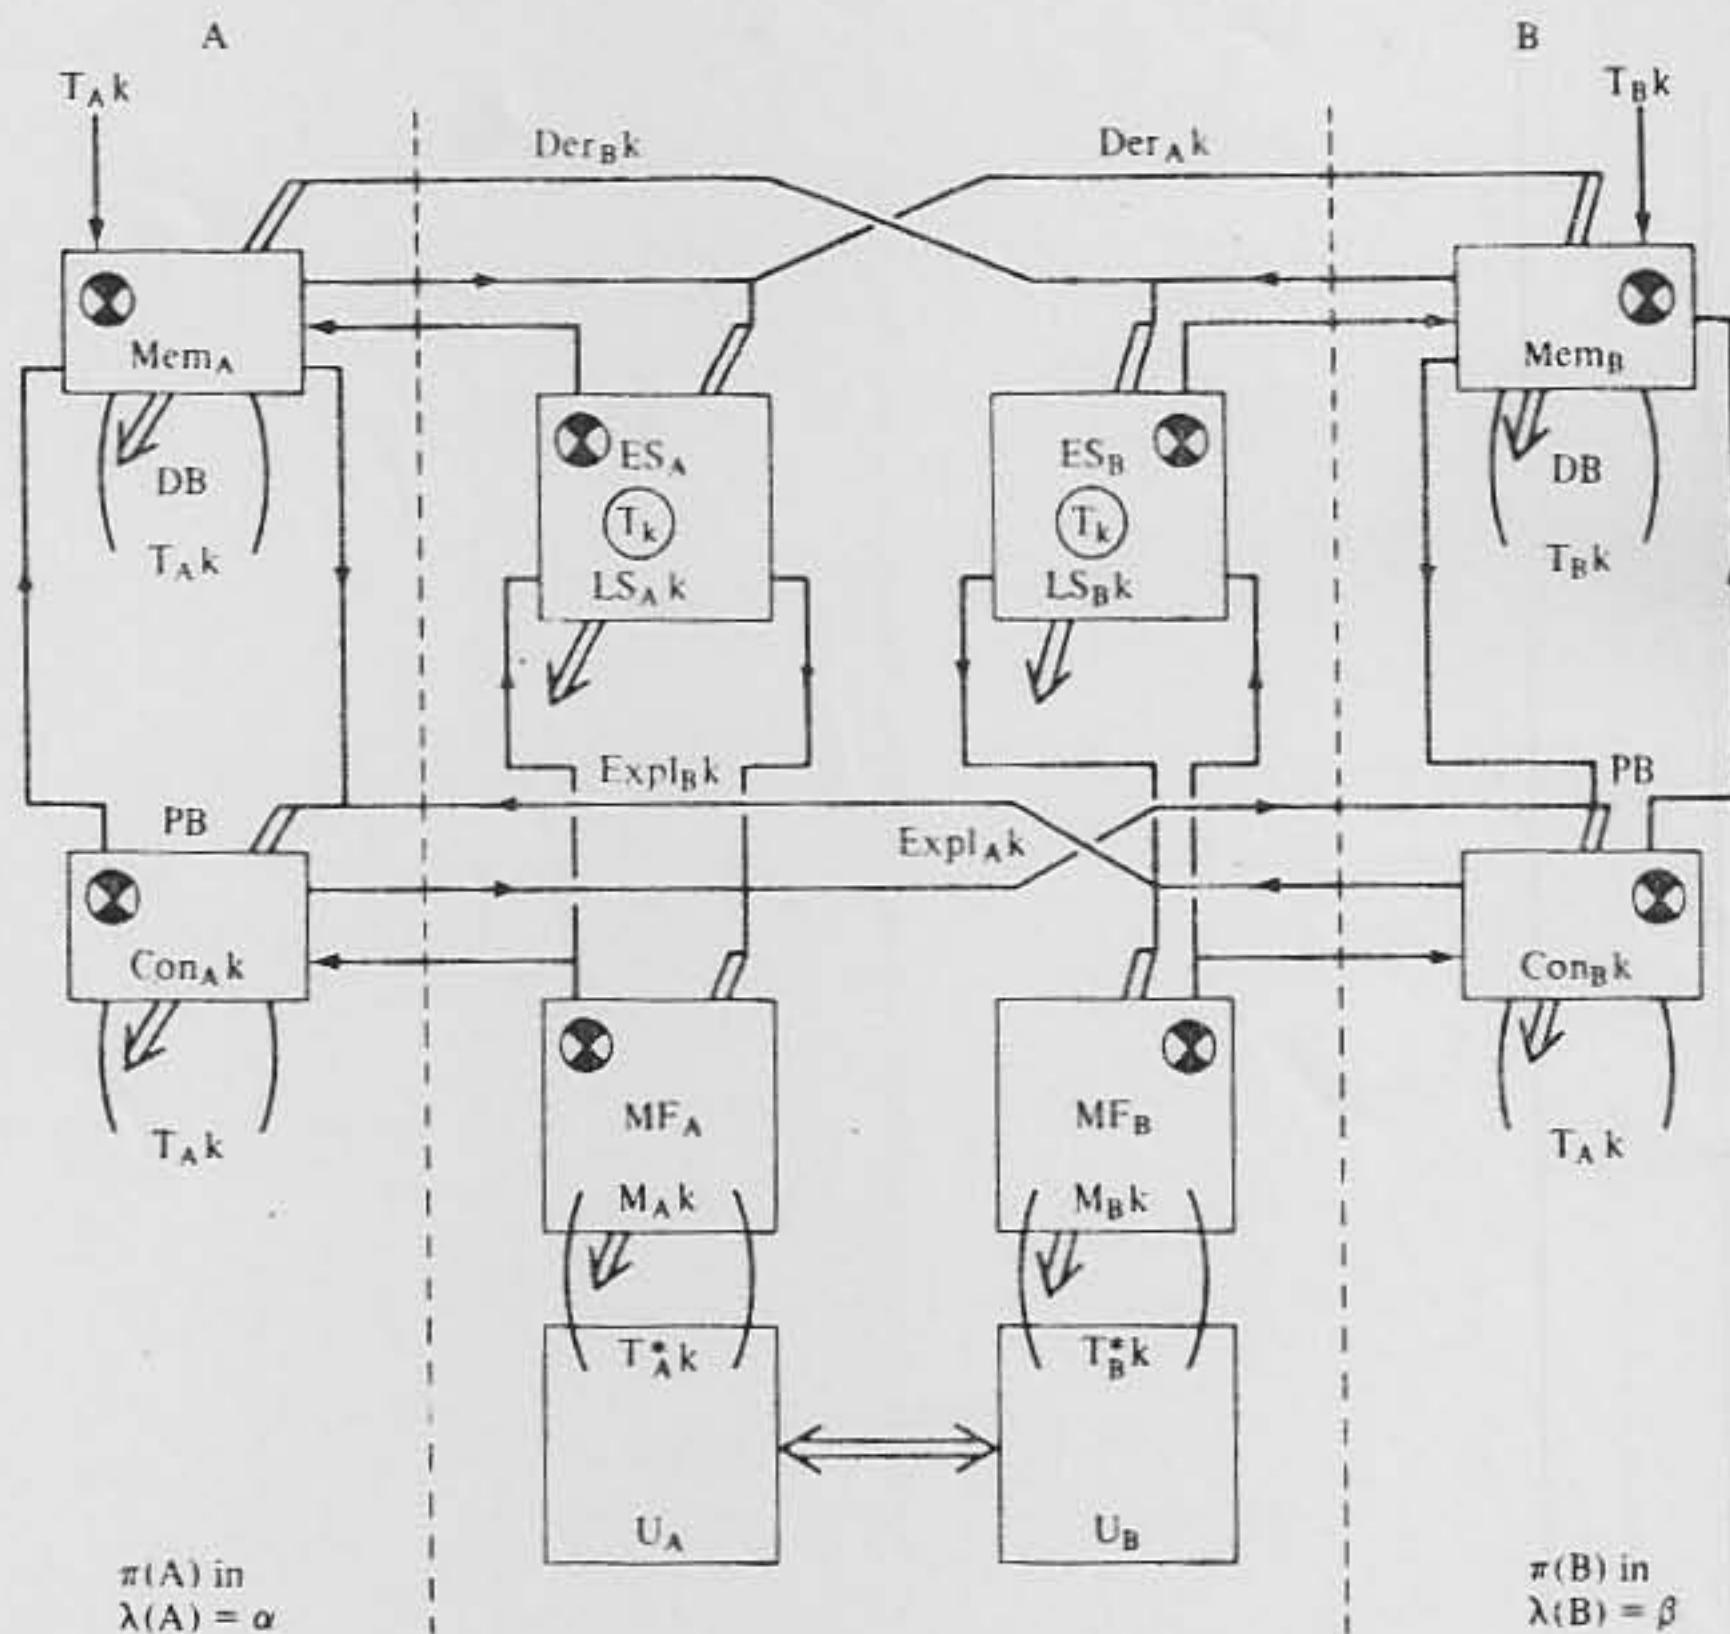 A B
T_A k T_B k
Der_B k Der_A k
Mem_A Mem_B
ES_A ES_B
DB DB
T_k T_k
T_A k T_B k
LS_A k LS_B k
Expl_B k PB
PB
Expl_A k
Con_A k Con_B k
MF_A MF_B
T_A k T_A k
M_A k M_B k
T*_A k T*_B k
U_A U_B
π(A) in π(B) in
λ(A) = α λ(B) = β